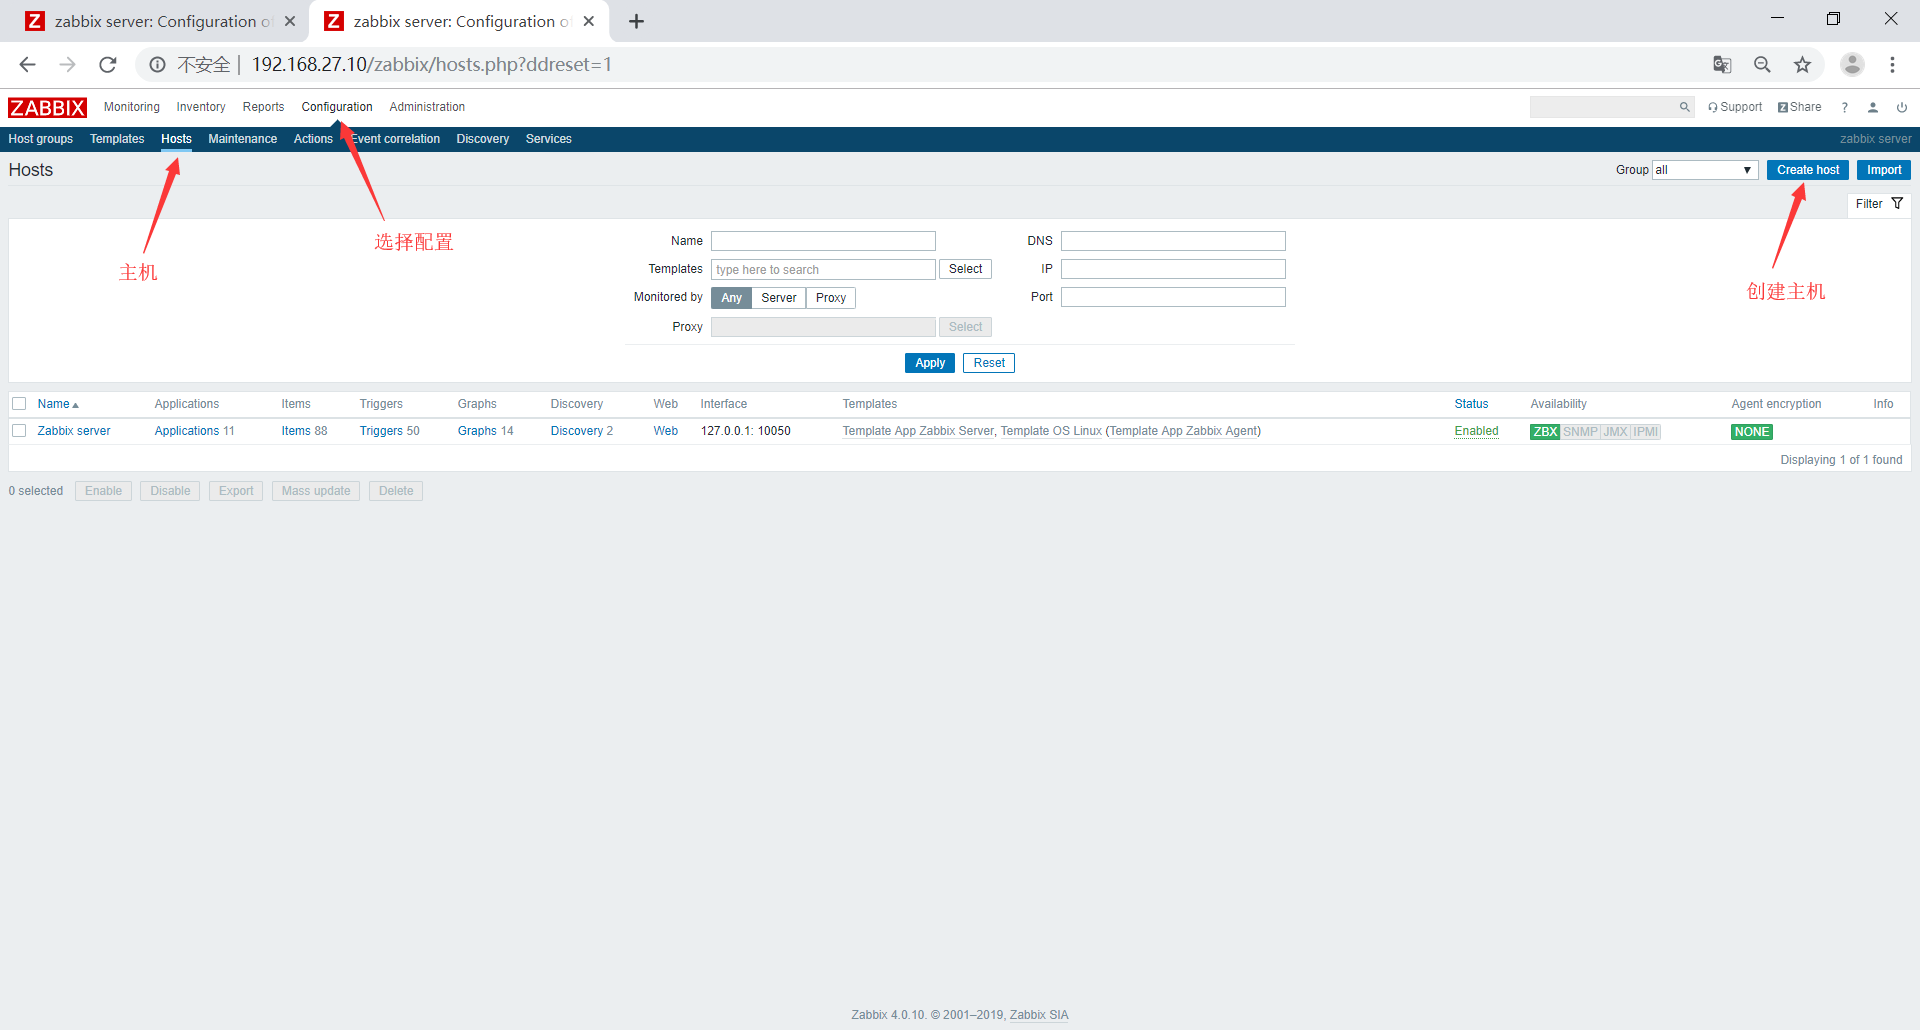 zabbix server: Configuration o
zabbix server: Configuration o
不安全 | 192.168.27.10/zabbix/hosts.php?ddreset=1
ZABBIX Monitoring Inventory Reports Configuration Administration Support Z Share ?
Host groups Templates Hosts Maintenance Actions Event correlation Discovery Services zabbix server
Hosts Group all Create host Import
Filter
选择配置
主机
创建主机
Name DNS
Templates type here to search Select IP
Monitored by Any Server Proxy Port
Proxy Select
Apply Reset
Name Applications Items Triggers Graphs Discovery Web Interface Templates Status Availability Agent encryption Info
Zabbix server Applications 11 Items 88 Triggers 50 Graphs 14 Discovery 2 Web 127.0.0.1: 10050 Template App Zabbix Server, Template OS Linux (Template App Zabbix Agent) Enabled ZBX SNMP JMX IPMI NONE
Displaying 1 of 1 found
0 selected Enable Disable Export Mass update Delete
Zabbix 4.0.10. © 2001–2019, Zabbix SIA